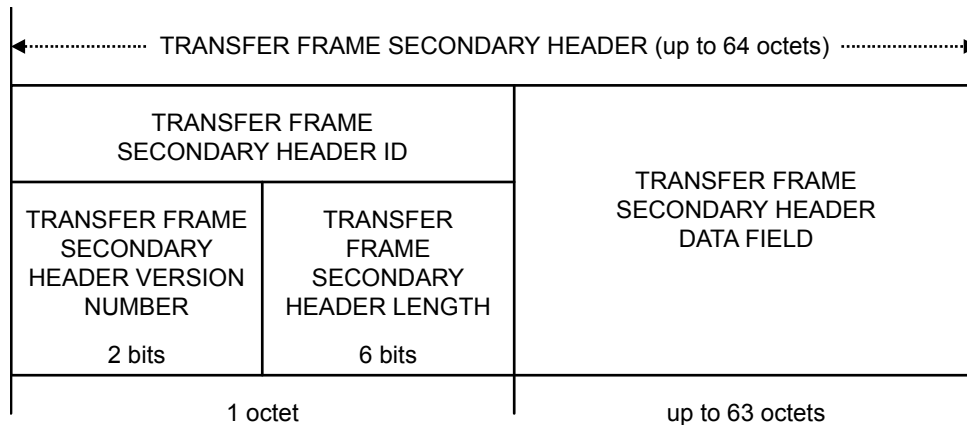 TRANSFER FRAME SECONDARY HEADER (up to 64 octets)
TRANSFER FRAME
SECONDARY HEADER ID
TRANSFER FRAME
SECONDARY
HEADER VERSION
NUMBER
2 bits
TRANSFER
FRAME
SECONDARY
HEADER LENGTH
6 bits
TRANSFER FRAME
SECONDARY HEADER
DATA FIELD
1 octet
up to 63 octets